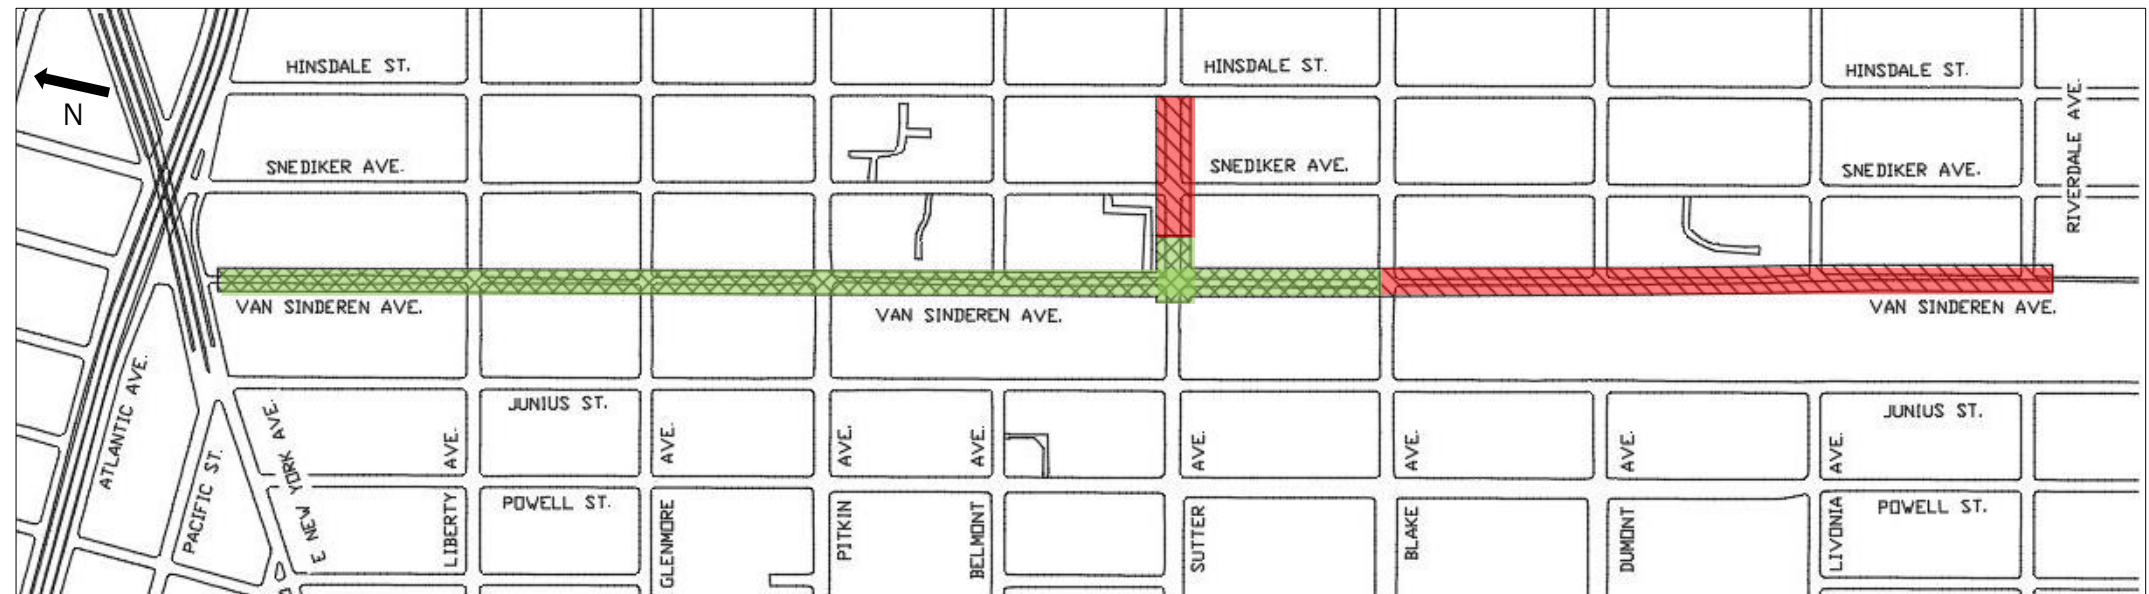 HINSDALE ST.
HINSDALE ST.
HINSDALE ST.
N
SNEDIKER AVE.
SNEDIKER AVE.
SNEDIKER AVE.
RIVERDALE AVE.
VAN SINDEREN AVE.
VAN SINDEREN AVE.
VAN SINDEREN AVE.
ATLANTIC AVE.
PACIFIC ST.
E NEW YORK AVE.
JUNIUS ST.
JUNIUS ST.
POWELL ST.
POWELL ST.
LIBERTY AVE.
GLENMORE AVE.
PITKIN AVE.
BELMONT AVE.
SUTTER AVE.
BLAKE AVE.
DUMONT AVE.
LIVONIA AVE.